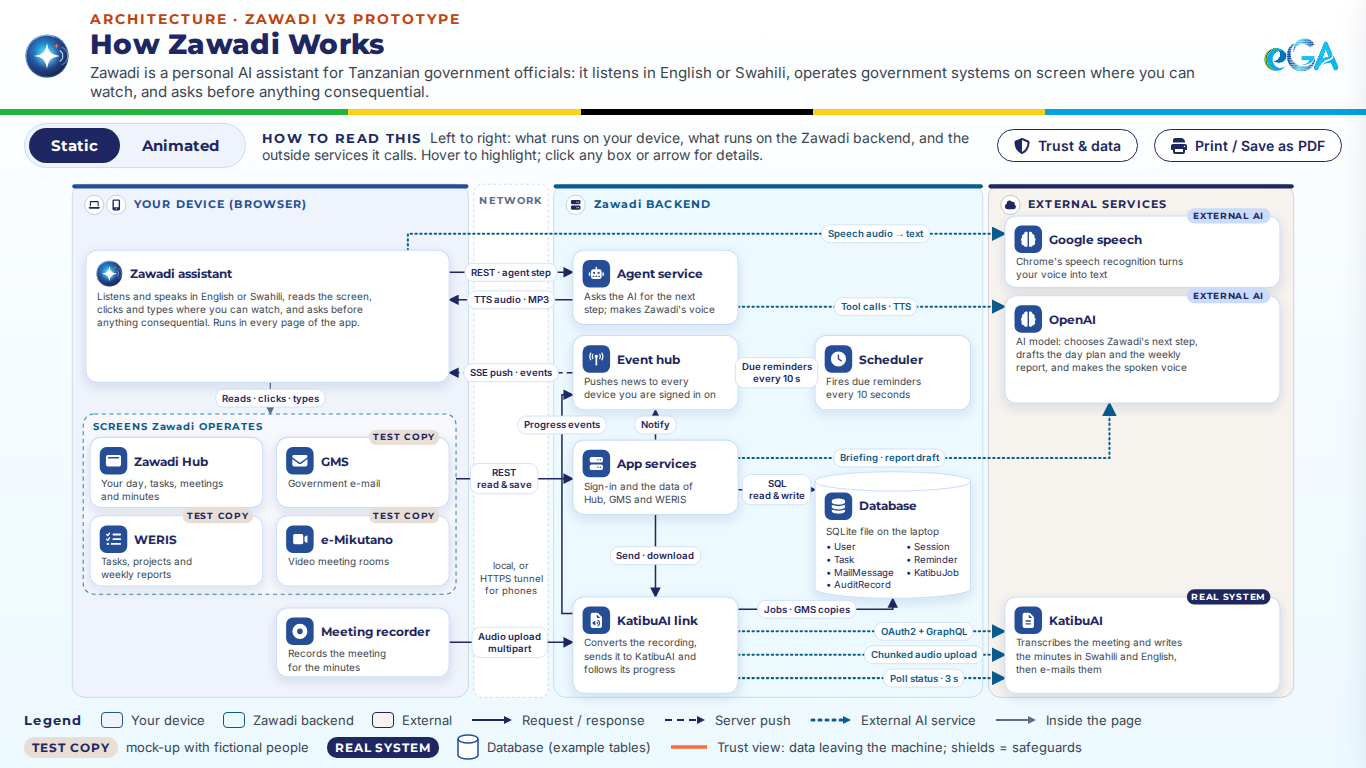 ARCHITECTURE · ZAWADI V3 PROTOTYPE
How Zawadi Works
Zawadi is a personal AI assistant for Tanzanian government officials: it listens in English or Swahili, operates government systems on screen where you can
watch, and asks before anything consequential.
eGA
Static
Animated
HOW TO READ THIS Left to right: what runs on your device, what runs on the Zawadi backend, and the
outside services it calls. Hover to highlight; click any box or arrow for details.
Trust & data
Print / Save as PDF
YOUR DEVICE (BROWSER)
NETWORK
Zawadi BACKEND
EXTERNAL SERVICES
Zawadi assistant
Listens and speaks in English or Swahili, reads the screen,
clicks and types where you can watch, and asks before
anything consequential. Runs in every page of the app.
Reads · clicks · types
SCREENS Zawadi OPERATES
Zawadi Hub
Your day, tasks, meetings
and minutes
TEST COPY
GMS
Government e-mail
TEST COPY
WERIS
Tasks, projects and
weekly reports
TEST COPY
e-Mikutano
Video meeting rooms
Meeting recorder
Records the meeting
for the minutes
REST · agent step
TTS audio · MP3
SSE push · events
Progress events
REST
read & save
local, or
HTTPS tunnel
for phones
Audio upload
multipart
Speech audio → text
Agent service
Asks the AI for the next
step; makes Zawadi's voice
Tool calls · TTS
Event hub
Pushes news to every
device you are signed in on
Due reminders
every 10 s
Scheduler
Fires due reminders
every 10 seconds
Notify
App services
Sign-in and the data of
Hub, GMS and WERIS
Briefing · report draft
SQL
read & write
Database
SQLite file on the laptop
• User
• Session
• Task
• Reminder
• MailMessage
• KatibuJob
• AuditRecord
Send · download
KatibuAI link
Converts the recording,
sends it to KatibuAI and
follows its progress
Jobs · GMS copies
OAuth2 + GraphQL
Chunked audio upload
Poll status · 3 s
EXTERNAL AI
Google speech
Chrome's speech recognition turns
your voice into text
EXTERNAL AI
OpenAI
AI model: chooses Zawadi's next step,
drafts the day plan and the weekly
report, and makes the spoken voice
REAL SYSTEM
KatibuAI
Transcribes the meeting and writes
the minutes in Swahili and English,
then e-mails them
Legend
Your device
Zawadi backend
External
Request / response
Server push
External AI service
Inside the page
TEST COPY mock-up with fictional people
REAL SYSTEM
Database (example tables)
Trust view: data leaving the machine; shields = safeguards